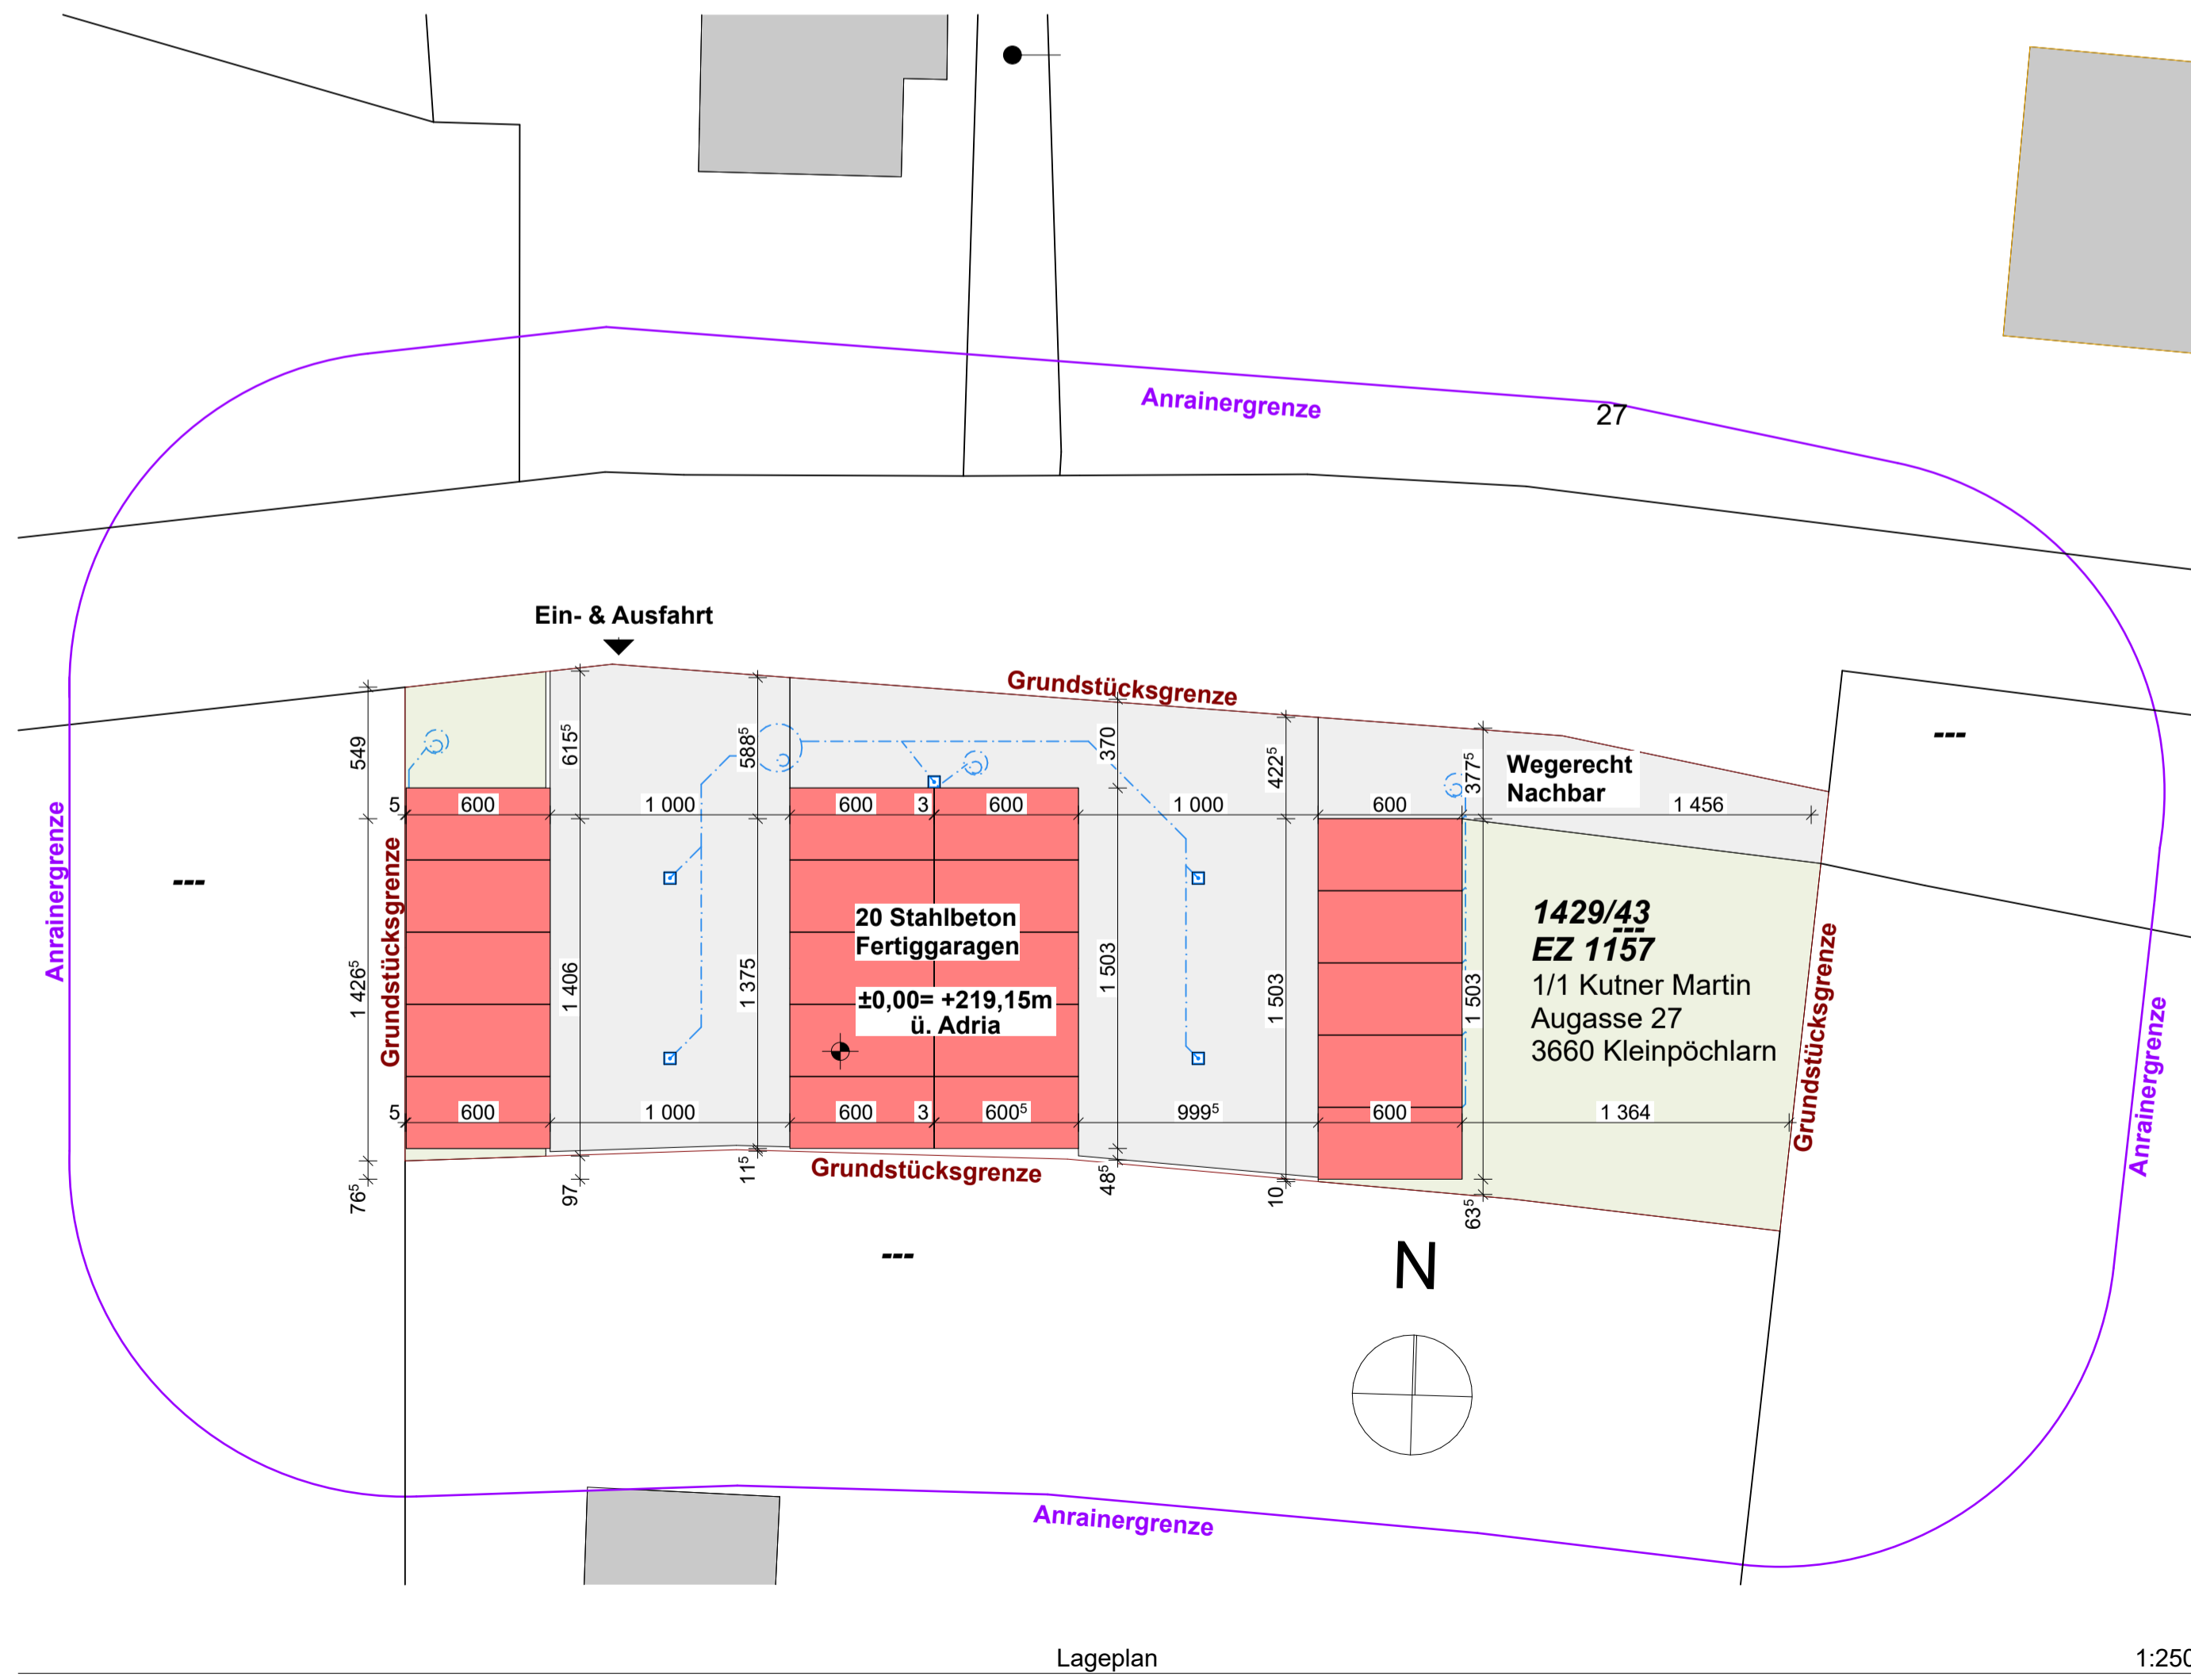 Anrainergrenze
27
Ein- & Ausfahrt
Grundstücksgrenze
549
615⁵
588⁵
370
422⁵
377⁵
Wegerecht
Nachbar
---
5
600
1 000
600
3
600
1 000
600
1 456
Anrainergrenze
---
Grundstücksgrenze
20 Stahlbeton
Fertiggaragen
±0,00= +219,15m
ü. Adria
1429/43
---
EZ 1157
1/1 Kutner Martin
Augasse 27
3660 Kleinpöchlarn
Grundstücksgrenze
Anrainergrenze
1 426⁵
1 406
1 375
1 503
1 503
1 503
5
600
1 000
600
3
600⁵
999⁵
600
1 364
76⁵
97
11⁵
Grundstücksgrenze
48⁵
10
63⁵
---
N
Anrainergrenze
Lageplan
1:250